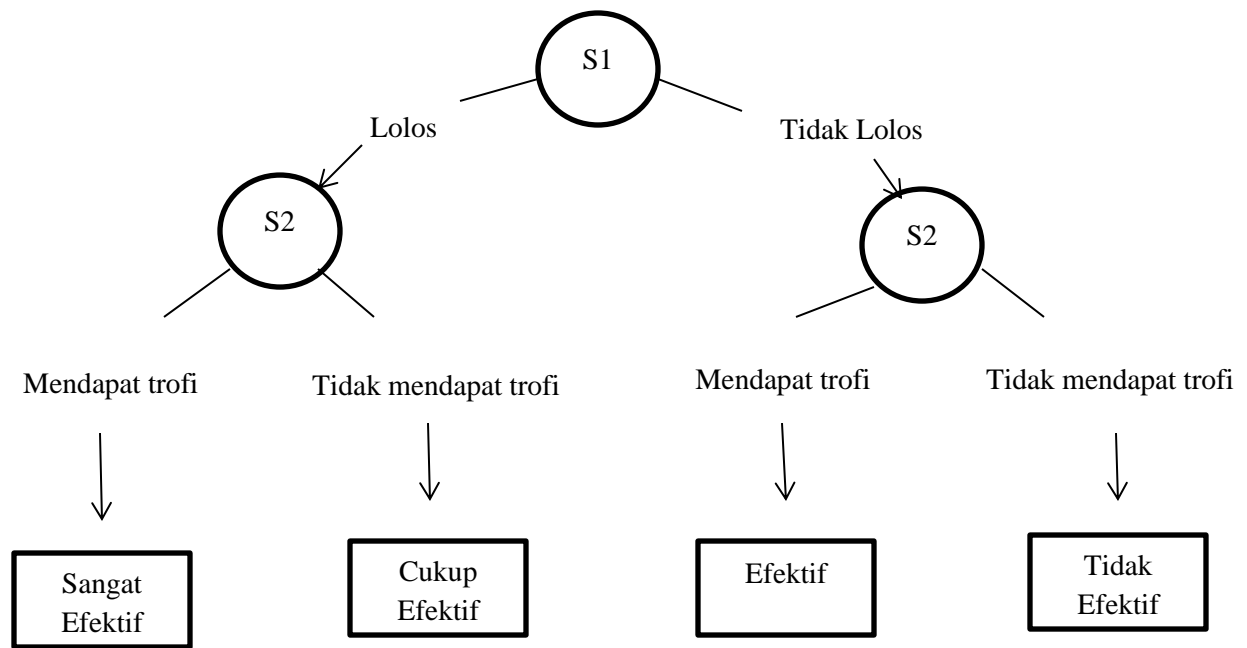 S1
Lolos
Tidak Lolos
S2
S2
Mendapat trofi
Tidak mendapat trofi
Mendapat trofi
Tidak mendapat trofi
Sangat
Efektif
Cukup
Efektif
Efektif
Tidak
Efektif